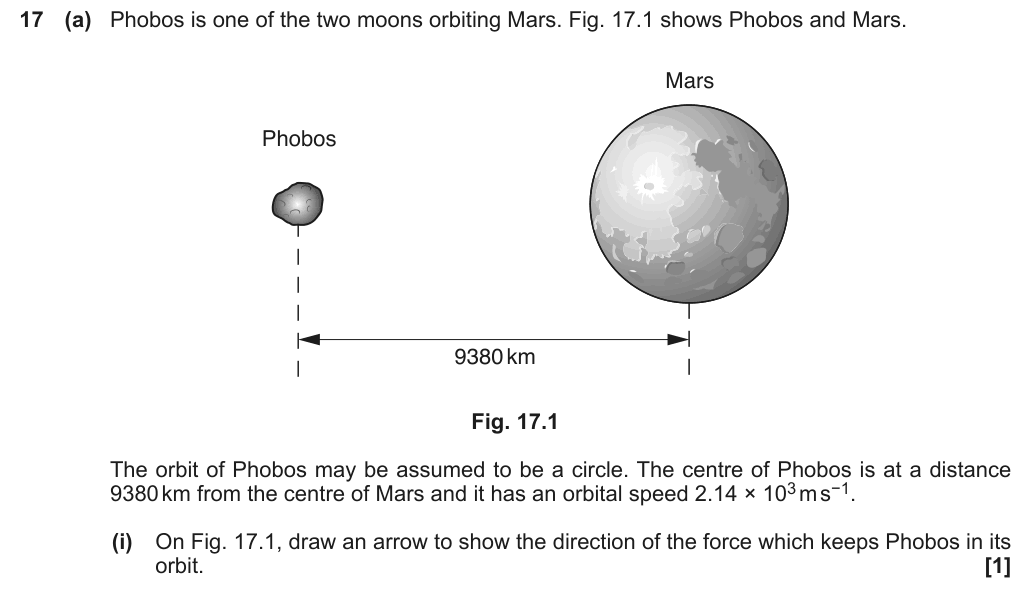 17 (a) Phobos is one of the two moons orbiting Mars. Fig. 17.1 shows Phobos and Mars.
Mars
Phobos
9380 km
Fig. 17.1
The orbit of Phobos may be assumed to be a circle. The centre of Phobos is at a distance
9380 km from the centre of Mars and it has an orbital speed 2.14 × 10³ m s⁻¹.
(i) On Fig. 17.1, draw an arrow to show the direction of the force which keeps Phobos in its
orbit. [1]